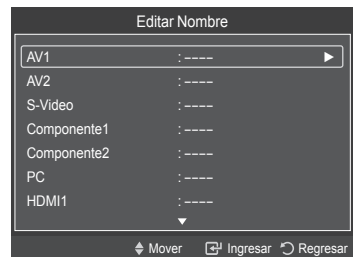 Editar Nombre
AV1 : ---- ►
AV2 : ----
S-Video : ----
Componente1 : ----
Componente2 : ----
PC : ----
HDMI1 : ----
▼
Mover Ingresar Regresar